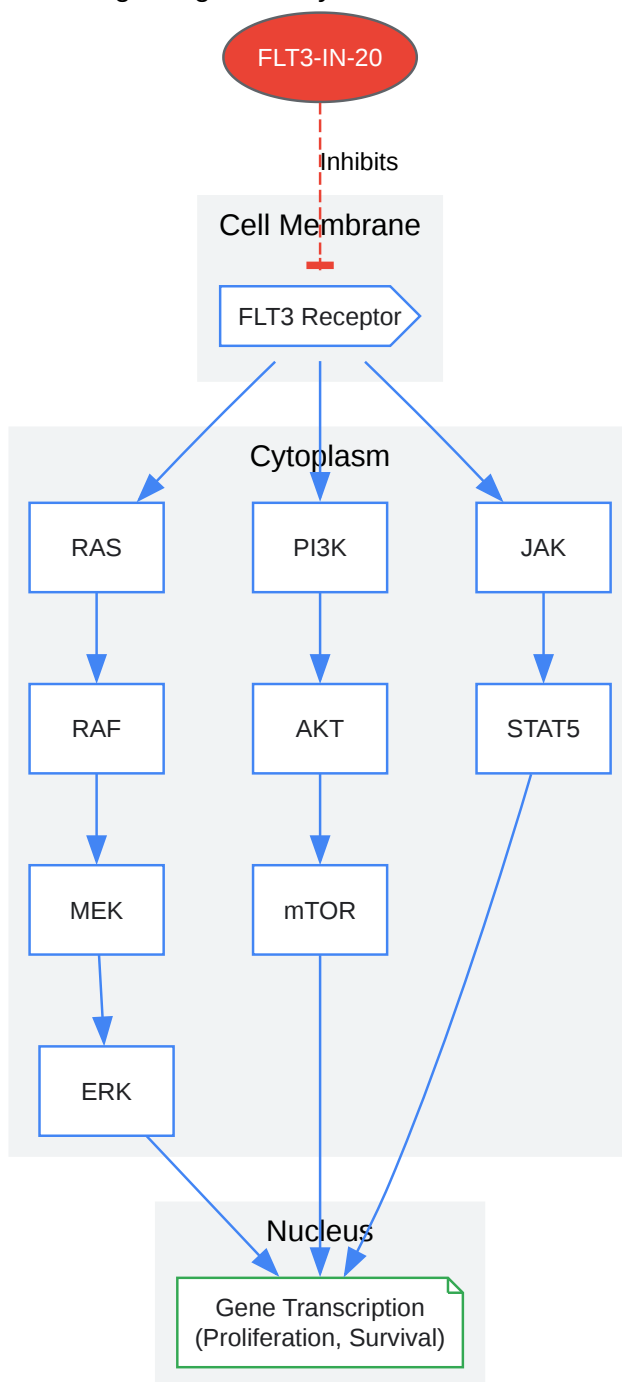 FLT3-IN-20
Inhibits
Cell Membrane
FLT3 Receptor
Cytoplasm
RAS
PI3K
JAK
RAF
AKT
STAT5
MEK
mTOR
ERK
Nucleus
Gene Transcription
(Proliferation, Survival)